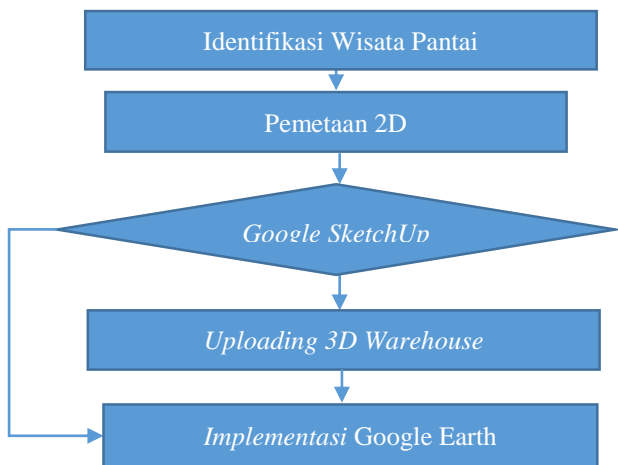 Identifikasi Wisata Pantai
Pemetaan 2D
Google SketchUp
Uploading 3D Warehouse
Implementasi Google Earth